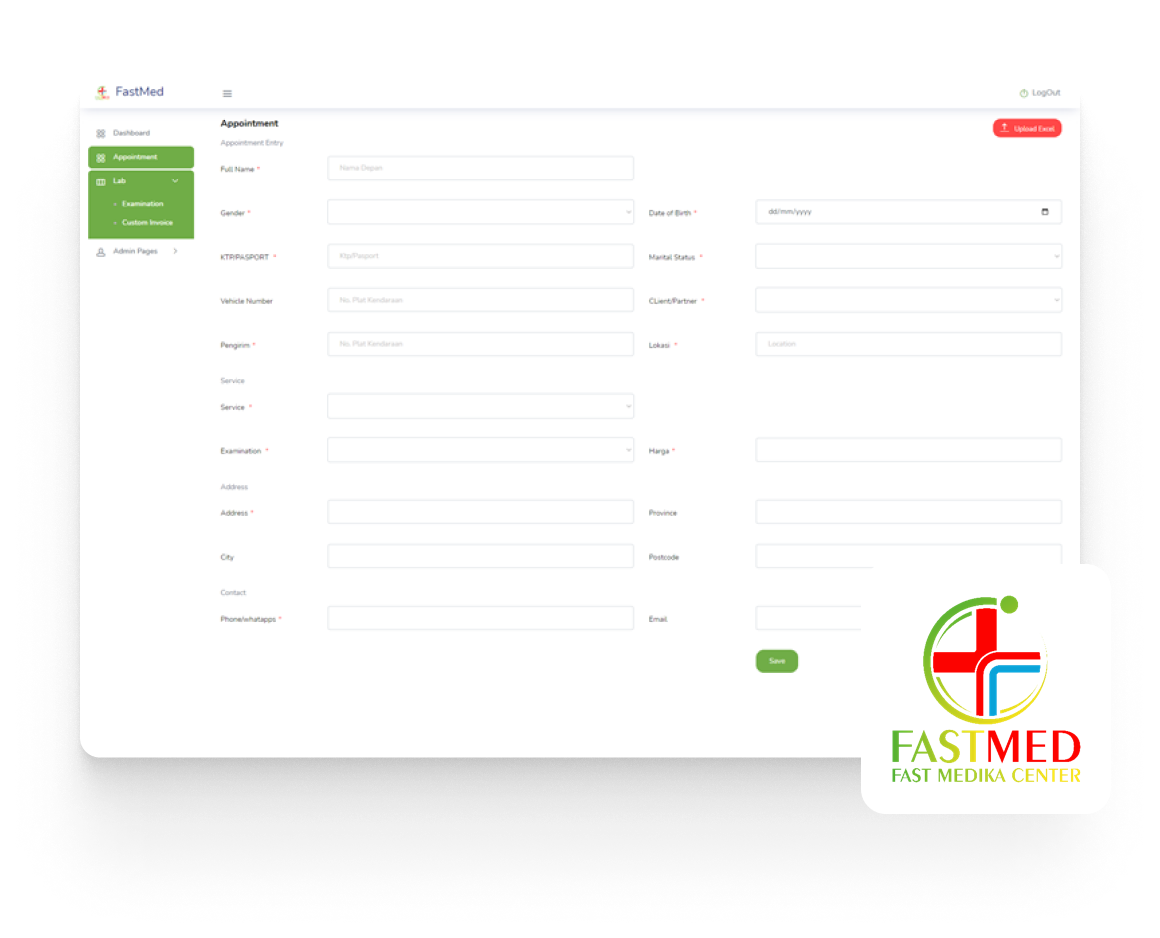 FastMed
LogOut
Dashboard
Appointment
Lab
Examination
Custom Invoice
Admin Pages
Appointment
Upload Excel
Appointment Entry
Full Name * Nama Depan
Gender * Date of Birth * dd/mm/yyyy
KTP/PASPORT * Ktp/Pasport Marital Status *
Vehicle Number No. Plat Kendaraan CLient/Partner *
Pengirim * No. Plat Kendaraan Lokasi * Location
Service
Service *
Examination * Harga *
Address
Address * Province
City Postcode
Contact
Phone/whatapps * Email
Save
FASTMED
FAST MEDIKA CENTER